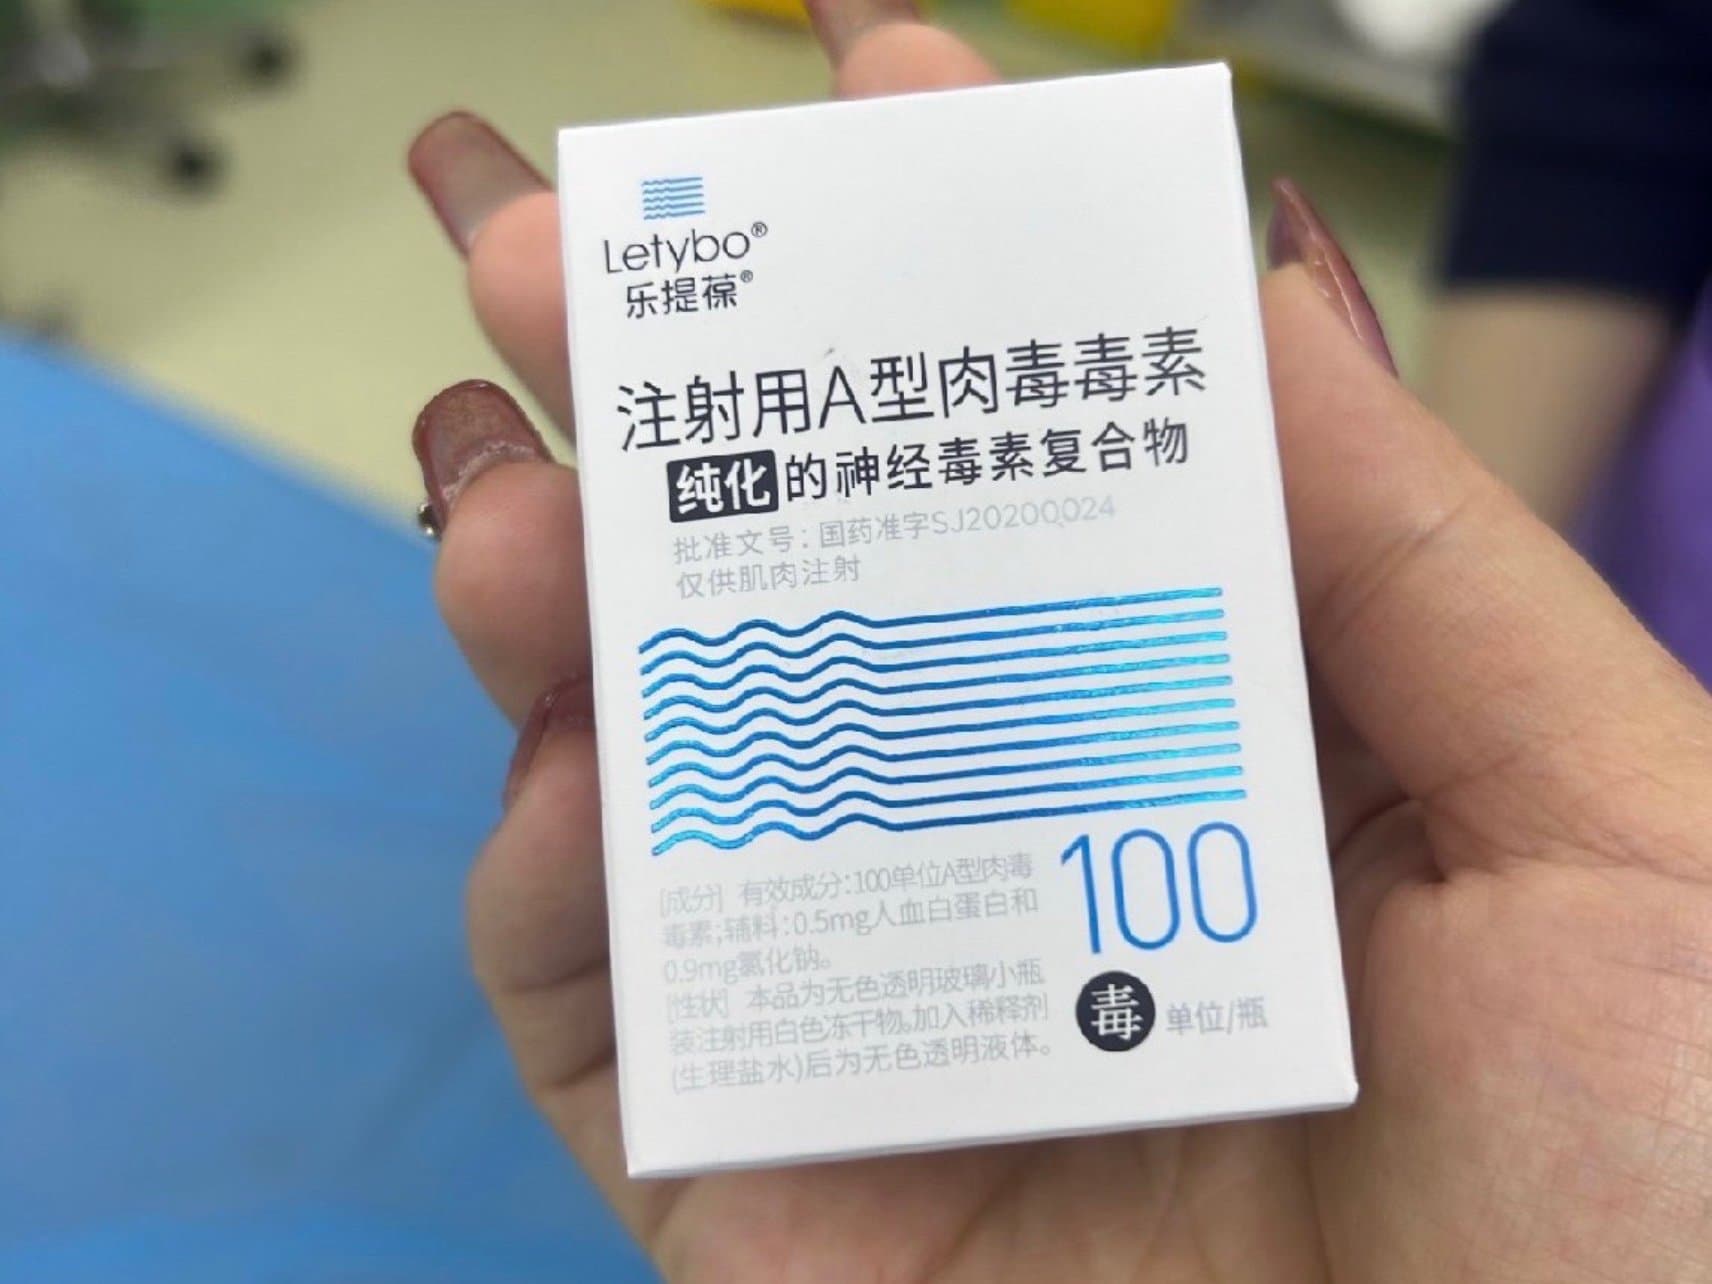 Letybo®
乐提葆®
注射用A型肉毒毒素
纯化的神经毒素复合物
批准文号：国药准字SJ20200024
仅供肌肉注射
[成分] 有效成分：100单位A型肉毒
毒素；辅料：0.5mg人血白蛋白和
0.9mg氯化钠。
[性状] 本品为无色透明玻璃小瓶
装注射用白色冻干物。加入稀释剂
(生理盐水)后为无色透明液体。
100
毒 单位/瓶